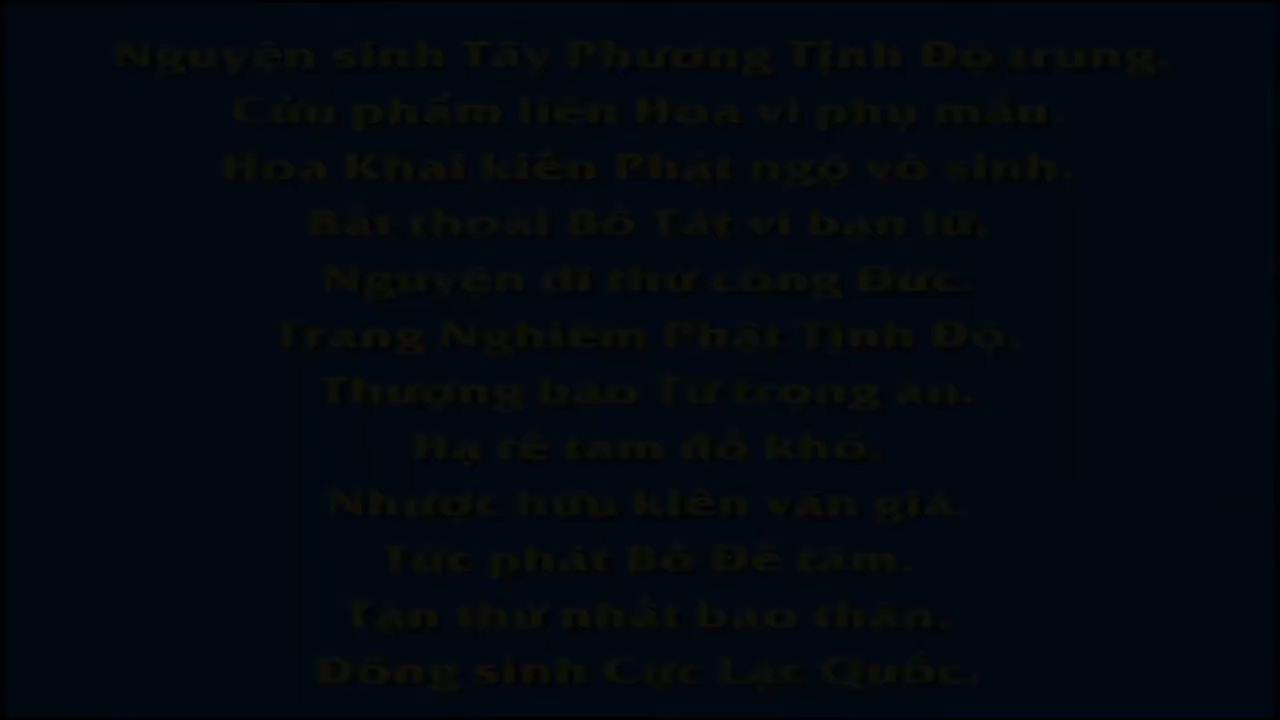 Nguyện sinh Tây Phương Tịnh Độ trung.
Cửu phẩm liên Hoa vi phụ mẫu.
Hoa Khai kiến Phật ngộ vô sinh.
Bất thoại Bồ Tát vi bạn lữ.
Nguyện dĩ thử công Đức.
Trang Nghiêm Phật Tịnh Độ.
Thượng báo Tứ trọng ân.
Hạ tế tam đồ khổ.
Nhược hữu kiến văn giả.
Tức phát Bồ Đề tâm.
Tận thử nhất báo thân.
Đồng sinh Cực Lạc Quốc.